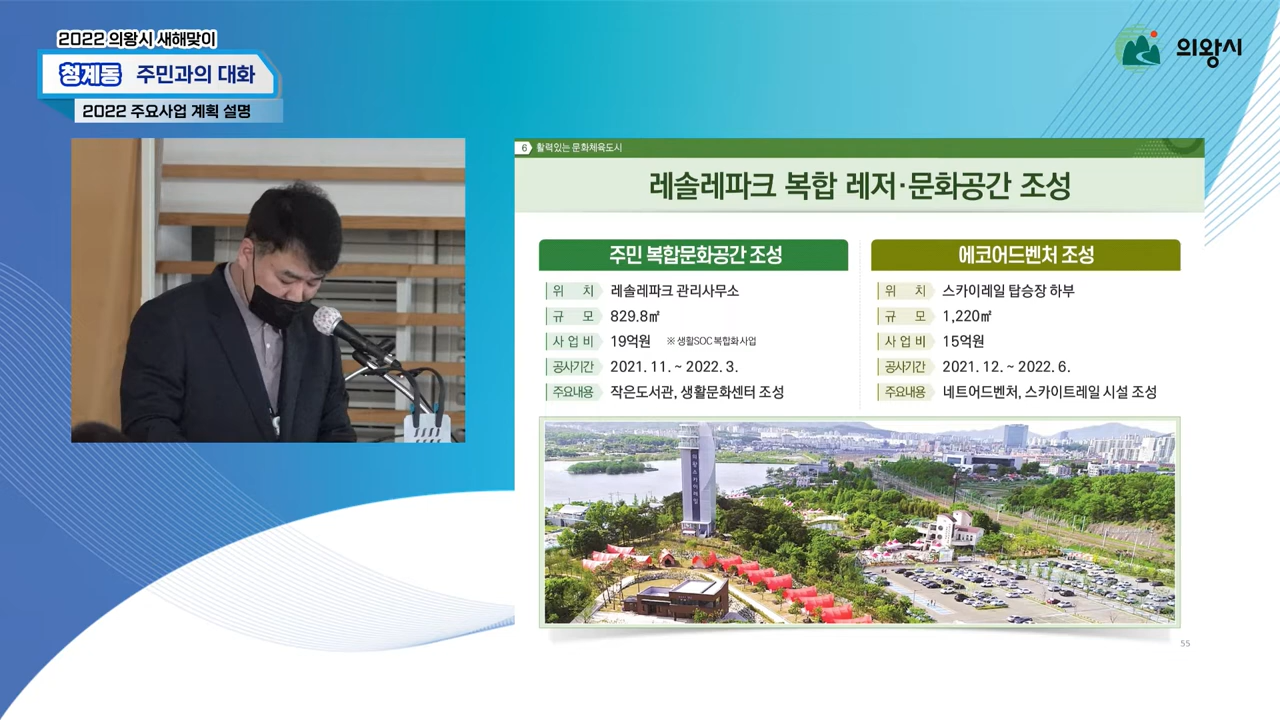 2022 의왕시 새해맞이
청계동 주민과의 대화
2022 주요사업 계획 설명
의왕시
6 활력있는 문화체육도시
레솔레파크 복합 레저·문화공간 조성
주민 복합문화공간 조성
위 치 레솔레파크 관리사무소
규 모 829.8㎡
사업비 19억원 ※ 생활SOC 복합화 사업
공사기간 2021. 11. ~ 2022. 3.
주요내용 작은도서관, 생활문화센터 조성
에코어드벤처 조성
위 치 스카이레일 탑승장 하부
규 모 1,220㎡
사업비 15억원
공사기간 2021. 12. ~ 2022. 6.
주요내용 네트어드벤처, 스카이트레일 시설 조성
의왕스카이레일
55